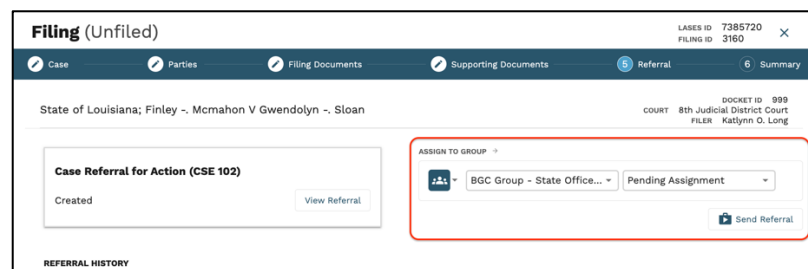 Filing (Unfiled)
LASES ID 7385720
FILING ID 3160
Case
Parties
Filing Documents
Supporting Documents
5 Referral
6 Summary
State of Louisiana; Finley -. Mcmahon V Gwendolyn -. Sloan
DOCKET ID 999
COURT 8th Judicial District Court
FILER Katlynn O. Long
Case Referral for Action (CSE 102)
Created
View Referral
ASSIGN TO GROUP
BGC Group - State Office...
Pending Assignment
Send Referral
REFERRAL HISTORY